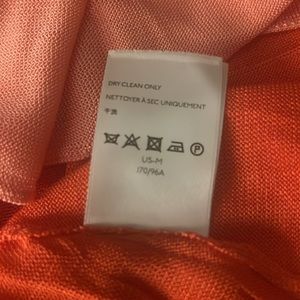 DRY CLEAN ONLY
NETTOYER À SEC UNIQUEMENT
干洗
P
US-M
170/96A